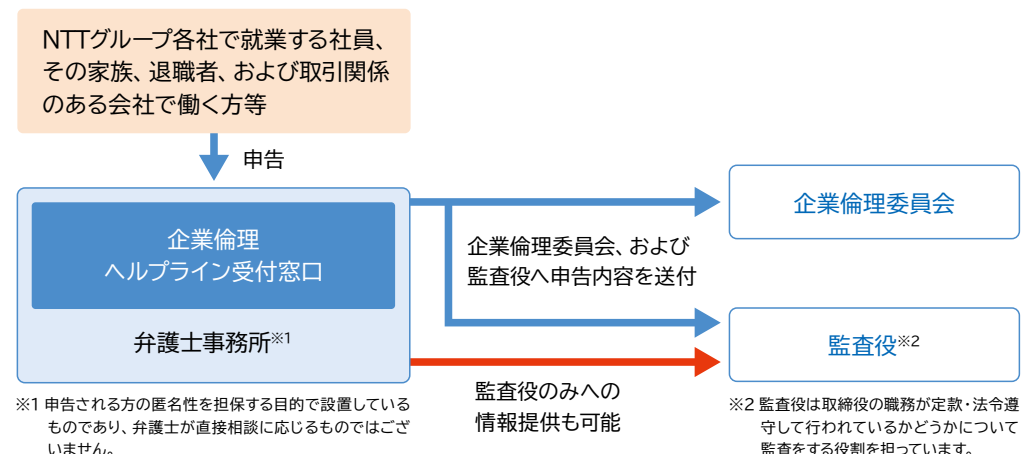 NTTグループ各社で就業する社員、
その家族、退職者、および取引関係
のある会社で働く方等
申告
企業倫理
ヘルプライン受付窓口
弁護士事務所※1
企業倫理委員会、および
監査役へ申告内容を送付
企業倫理委員会
監査役※2
監査役のみへの
情報提供も可能
※1 申告される方の匿名性を担保する目的で設置している
ものであり、弁護士が直接相談に応じるものではござ
いません。
※2 監査役は取締役の職務が定款・法令遵
守して行われているかどうかについて
監査をする役割を担っています。